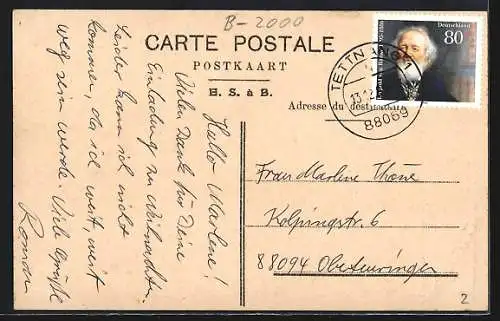 B-2000
CARTE POSTALE
POSTKAART
H. S. à B.
Adresse du destinataire
Deutschland
80
TETTNANG
88069
Hallo Marlene!
Vielen Dank für Deine
Einladung zu Weihnachten.
Leider kann ich nicht
kommen, da ich weit, weit
weg sein werde. Viele Grüße
Roman
Frau Marlene Thöne
Kolpingstr. 6
88094 Oberteuringen
2